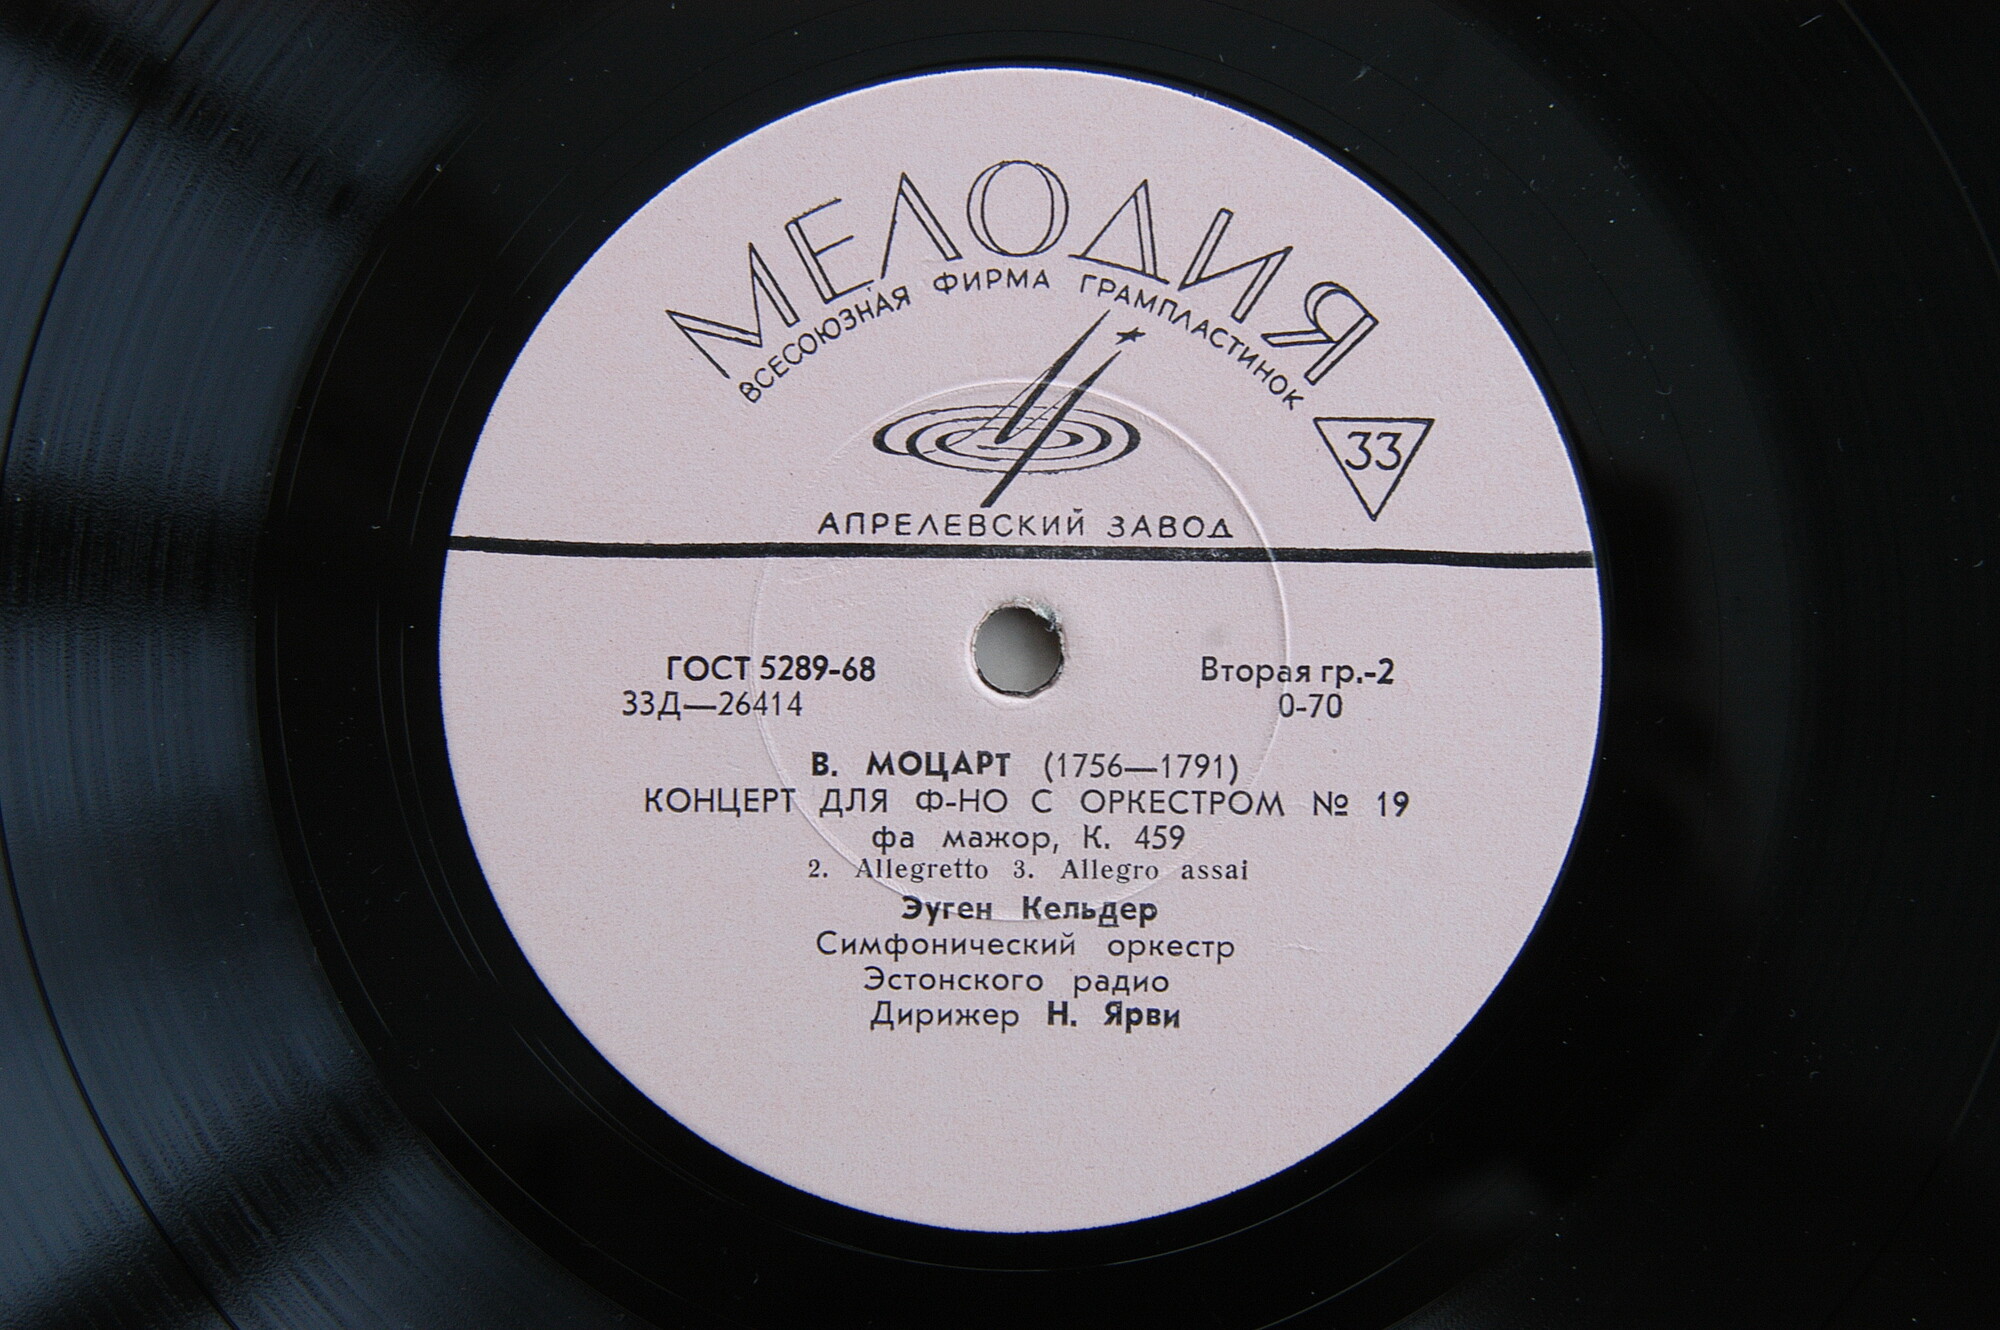 МЕЛОДИЯ
ВСЕСОЮЗНАЯ ФИРМА ГРАМПЛАСТИНОК
33
АПРЕЛЕВСКИЙ ЗАВОД
ГОСТ 5289-68 Вторая гр.-2
33Д—26414 0-70
В. МОЦАРТ (1756—1791)
КОНЦЕРТ ДЛЯ Ф-НО С ОРКЕСТРОМ № 19
фа мажор, К. 459
2. Allegretto 3. Allegro assai
Эуген Кельдер
Симфонический оркестр
Эстонского радио
Дирижер Н. Ярви